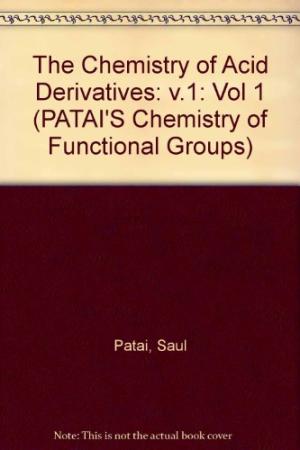 The Chemistry of Acid
Derivatives: v.1: Vol 1
(PATAI'S Chemistry of
Functional Groups)
Patai, Saul
Note: This is not the actual book cover